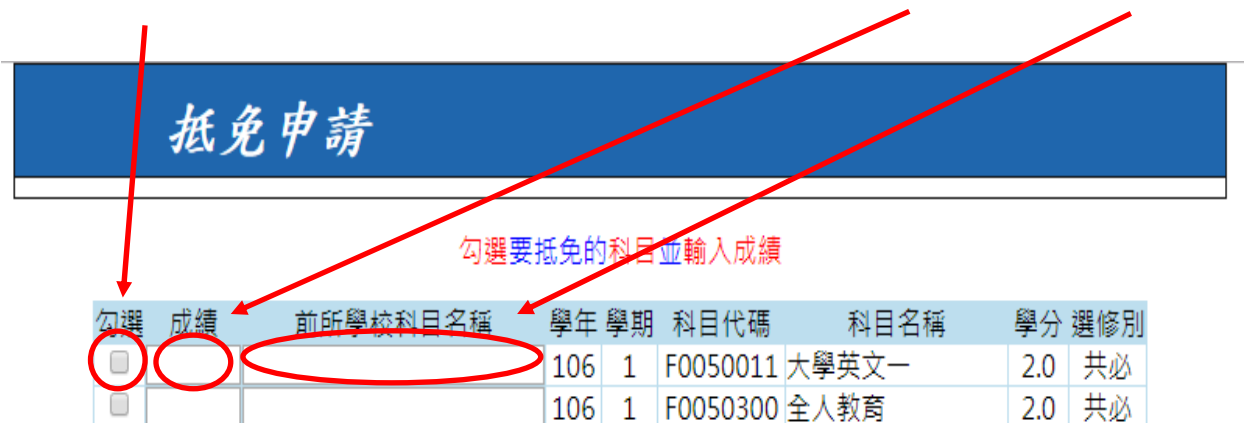 抵免申請
勾選要抵免的科目並輸入成績
勾選 成績 前所學校科目名稱 學年 學期 科目代碼 科目名稱 學分 選修別
106 1 F0050011 大學英文一 2.0 共必
106 1 F0050300 全人教育 2.0 共必